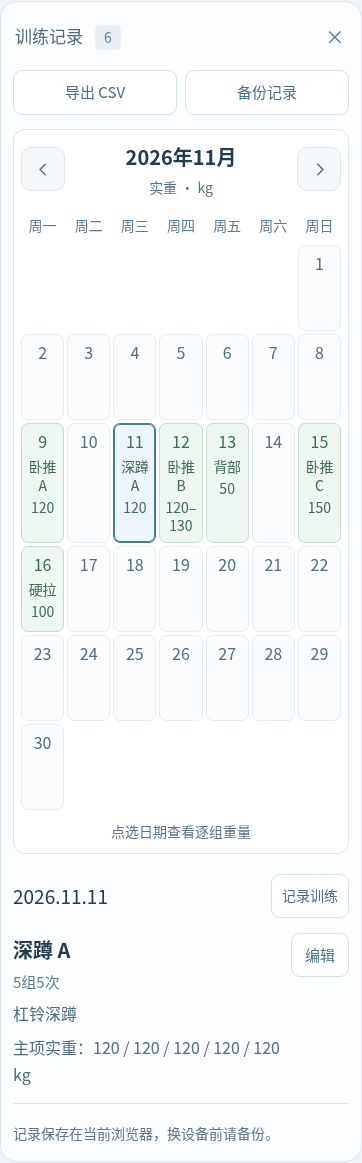 训练记录 6
导出 CSV 备份记录
2026年11月
实重 · kg
周一 周二 周三 周四 周五 周六 周日
1
2 3 4 5 6 7 8
9 10 11 12 13 14 15
卧推 深蹲 卧推 背部 卧推
A A B 50 C
120 120 120–130 150
16 17 18 19 20 21 22
硬拉
100
23 24 25 26 27 28 29
30
点选日期查看逐组重量
2026.11.11 记录训练
深蹲 A 编辑
5组5次
杠铃深蹲
主项实重：120 / 120 / 120 / 120 / 120
kg
记录保存在当前浏览器，换设备前请备份。